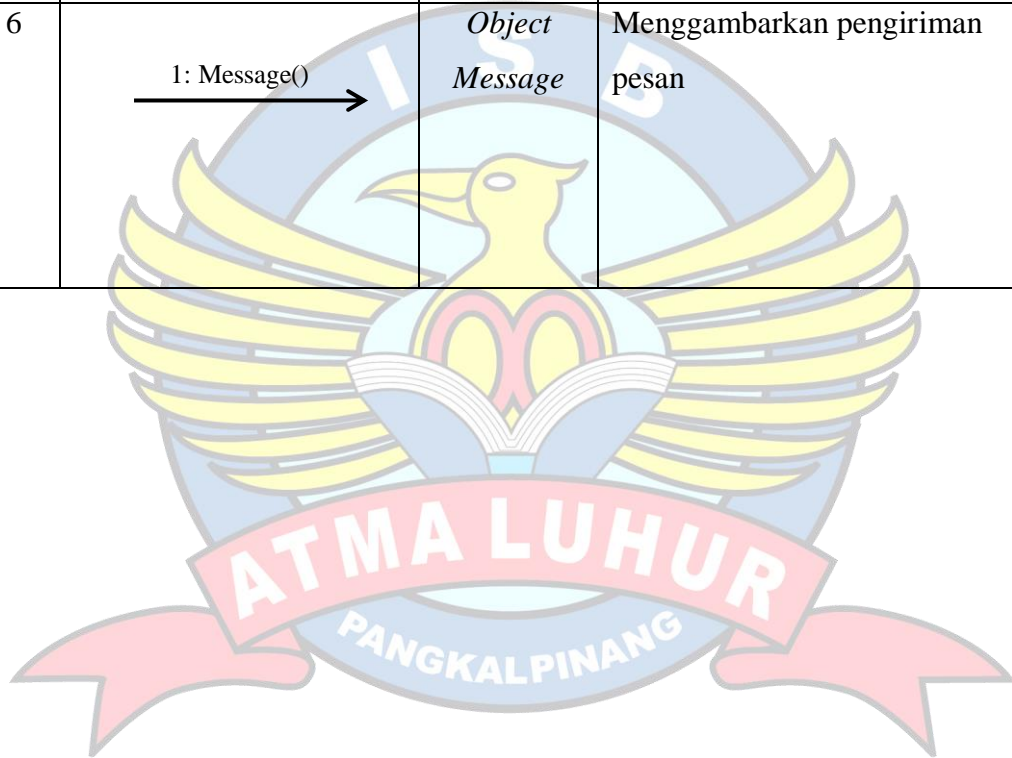 6
1: Message()
Object
Message
Menggambarkan pengiriman
pesan
I S B
ATMA LUHUR
PANGKALPINANG